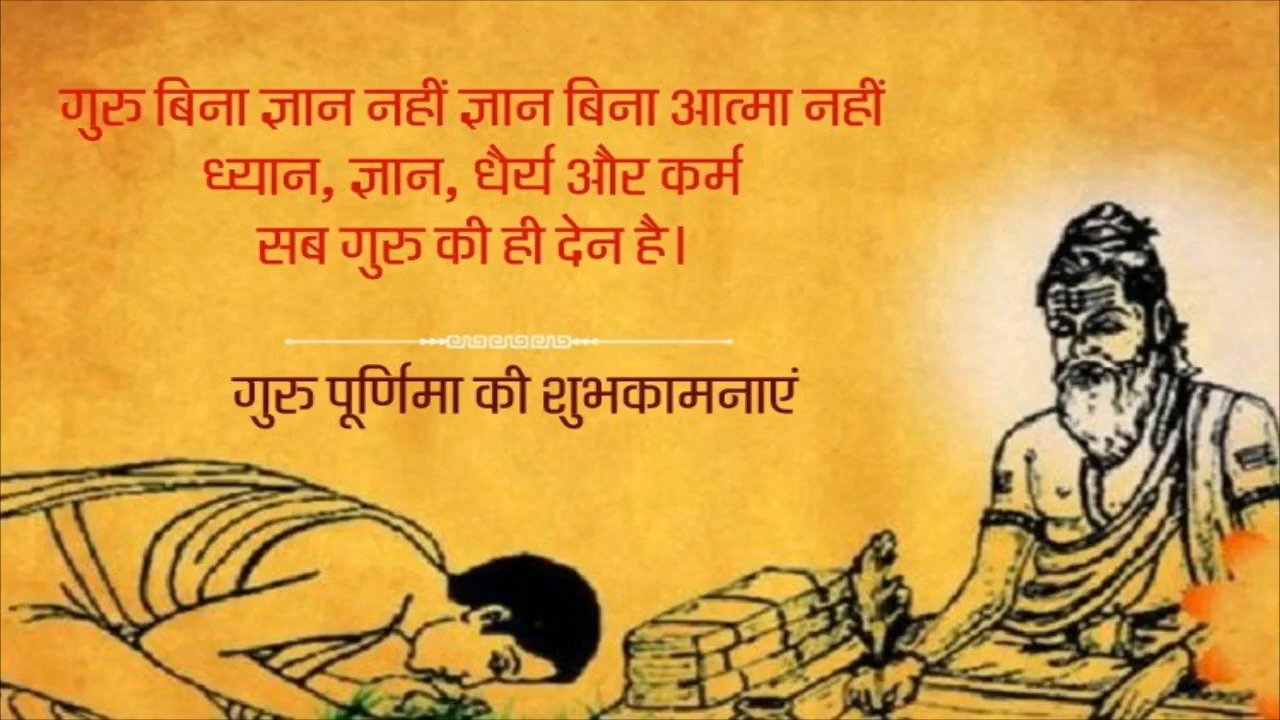 गुरु बिना ज्ञान नहीं ज्ञान बिना आत्मा नहीं
ध्यान, ज्ञान, धैर्य और कर्म
सब गुरु की ही देन है।
गुरु पूर्णिमा की शुभकामनाएं